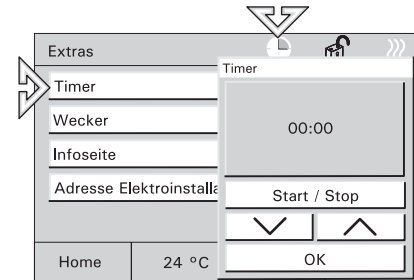 Extras
Timer
Timer
Wecker
00:00
Infoseite
Adresse Elektroinstalla
Start / Stop
Home
24 °C
OK